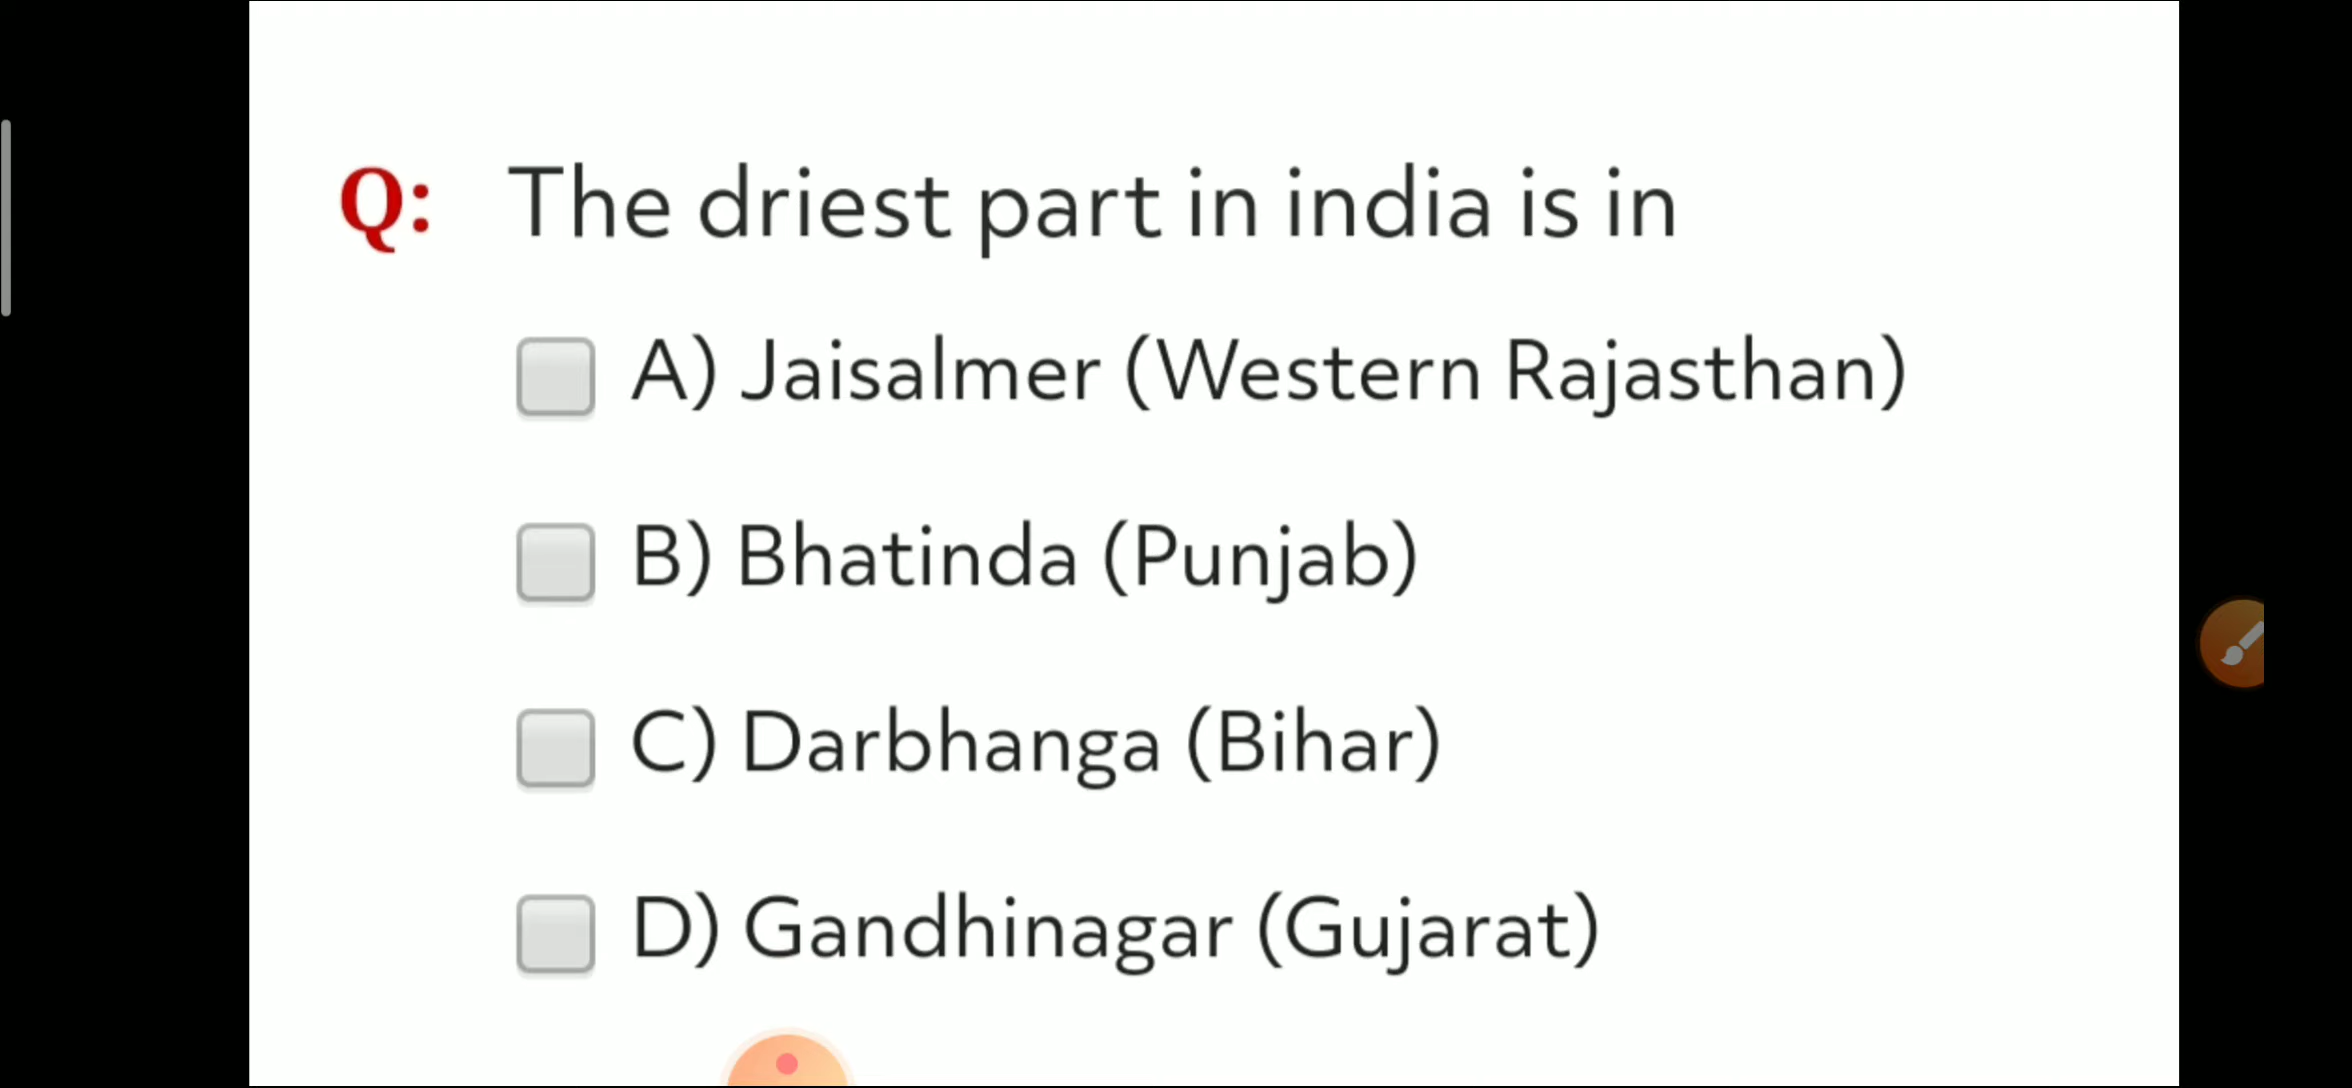 Q: The driest part in india is in
A) Jaisalmer (Western Rajasthan)
B) Bhatinda (Punjab)
C) Darbhanga (Bihar)
D) Gandhinagar (Gujarat)